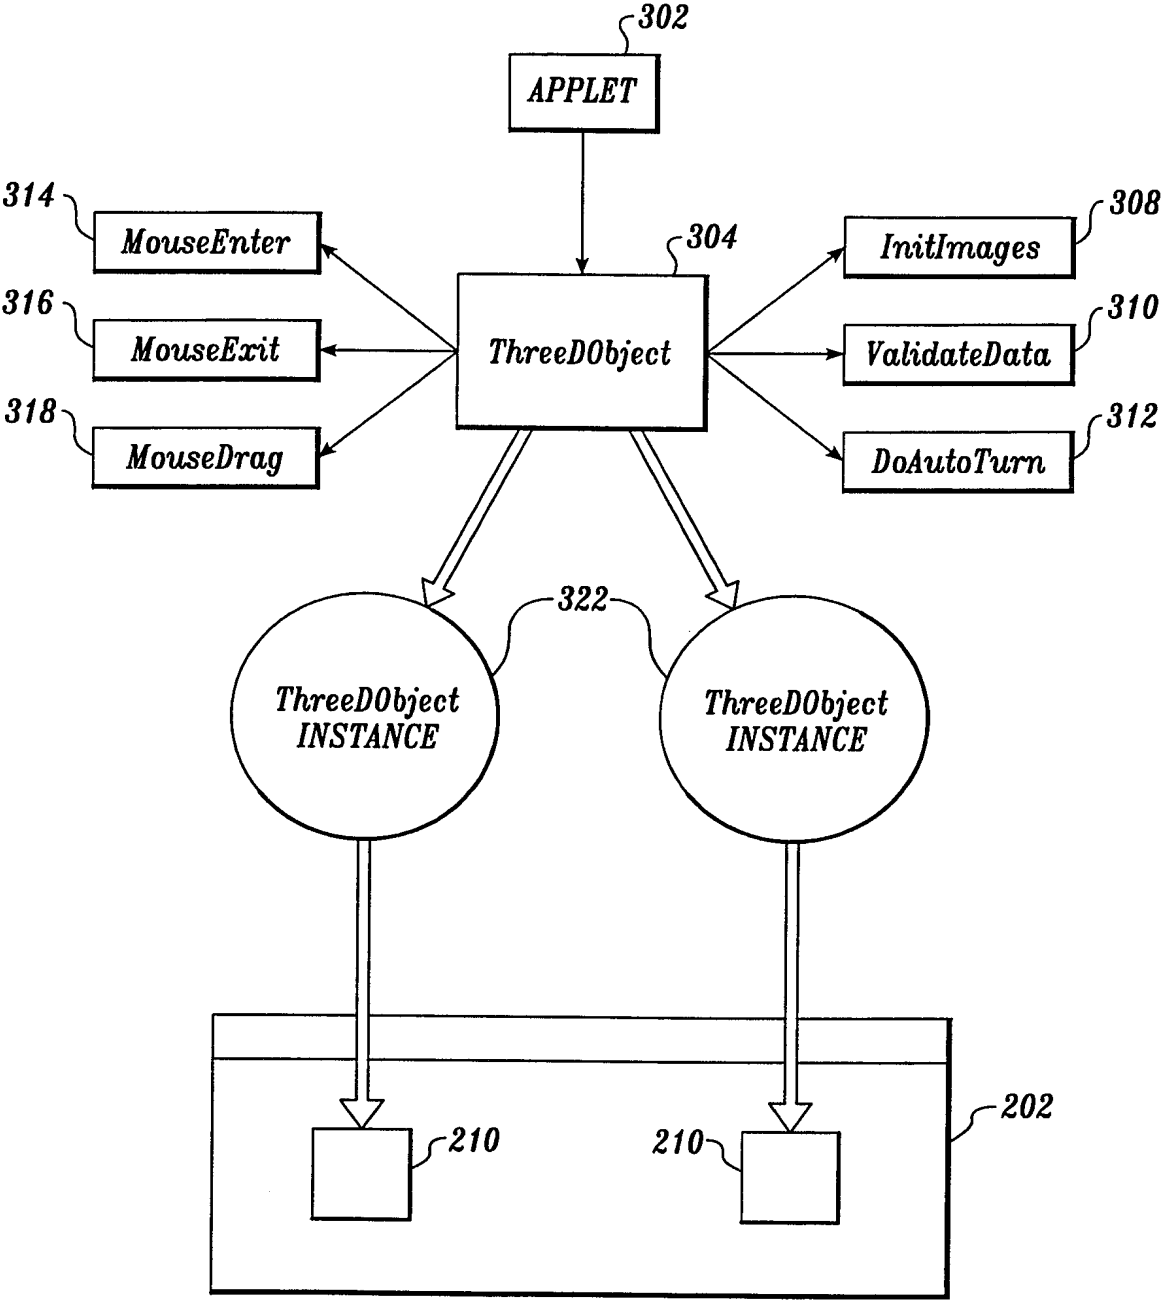 302
APPLET
314
MouseEnter
304
308
InitImages
316
MouseExit
ThreeDObject
310
ValidateData
318
MouseDrag
312
DoAutoTurn
322
ThreeDObject
INSTANCE
ThreeDObject
INSTANCE
202
210
210